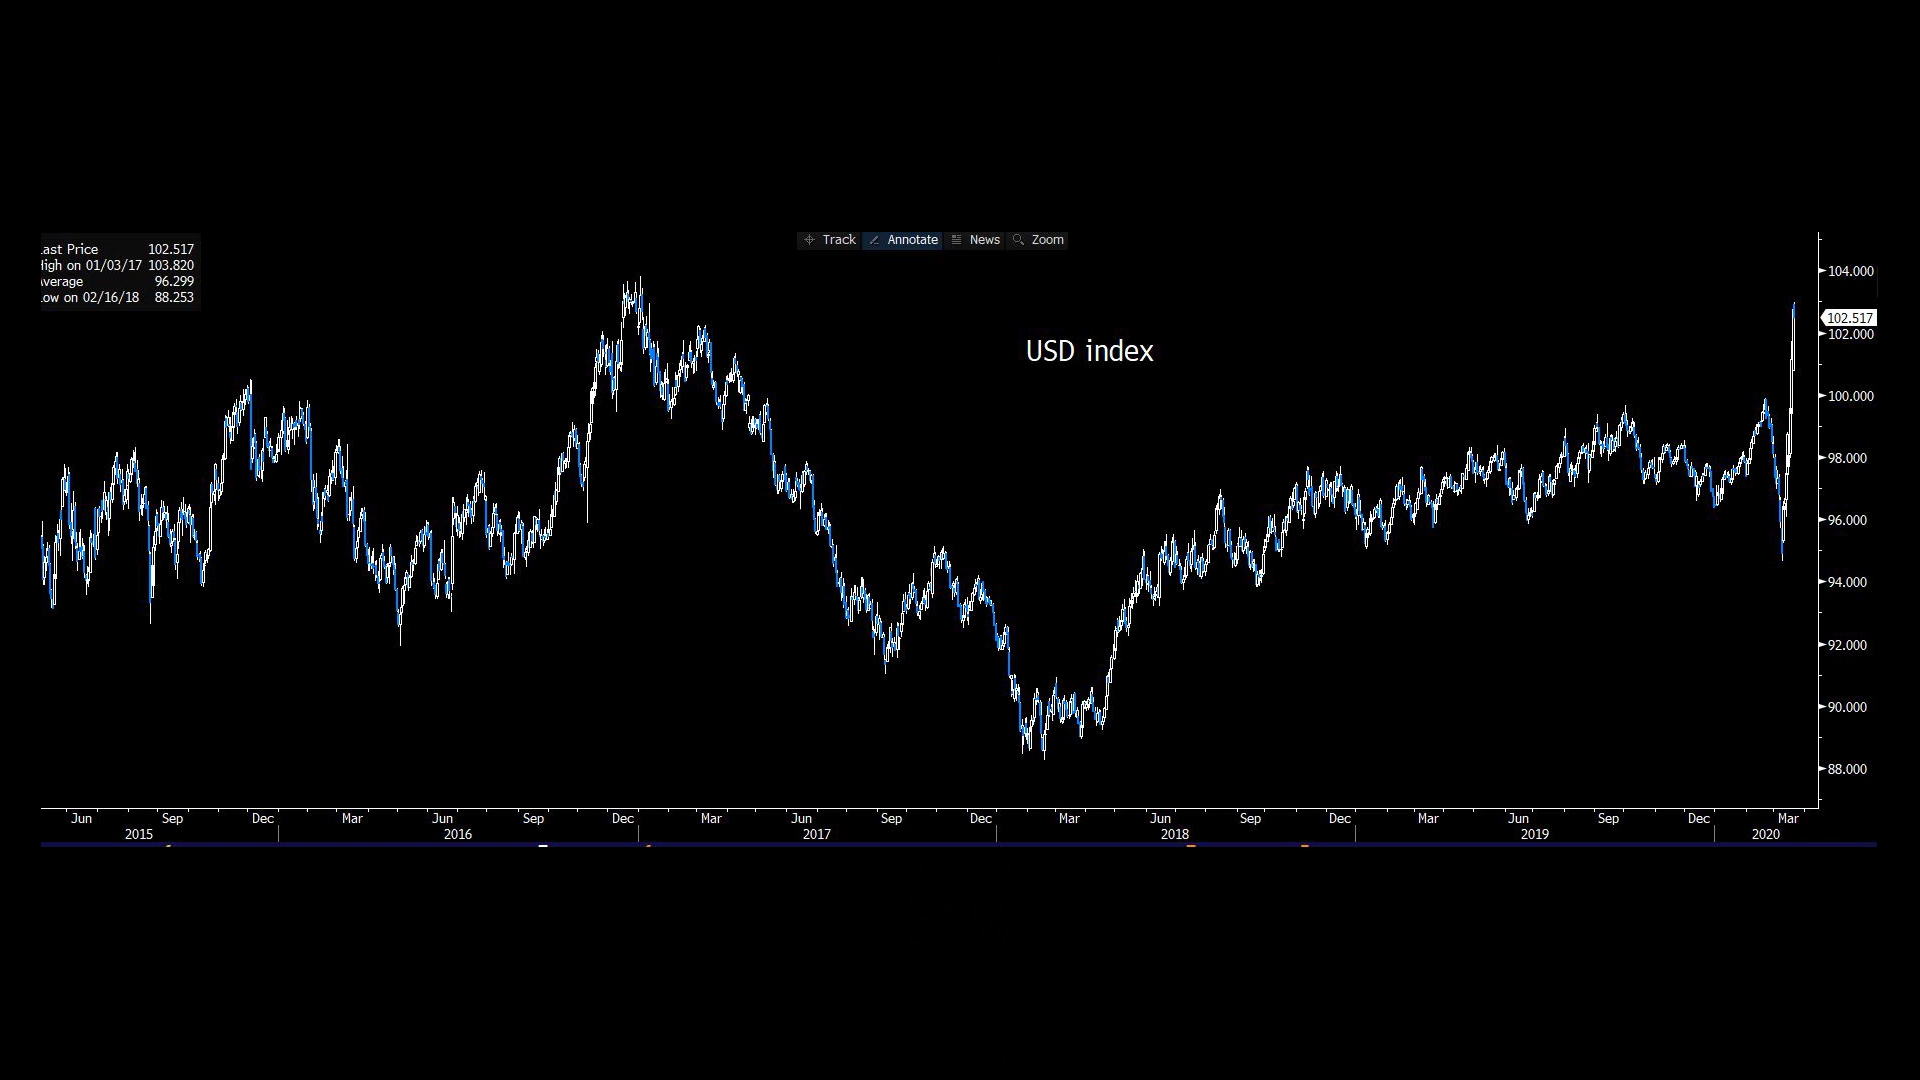 ast Price 102.517
High on 01/03/17 103.820
verage 96.299
ow on 02/16/18 88.253
Track Annotate News Zoom
USD index
104.000
102.517
102.000
100.000
98.000
96.000
94.000
92.000
90.000
88.000
Jun Sep Dec Mar Jun Sep Dec Mar Jun Sep Dec Mar Jun Sep Dec Mar Jun Sep Dec Mar
2015 2016 2017 2018 2019 2020